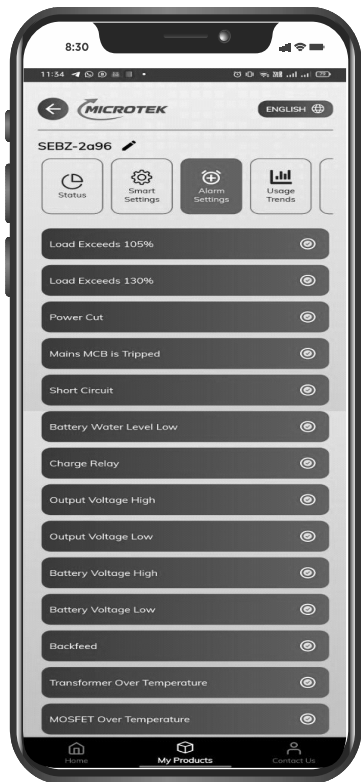 8:30
11:34
MICROTEK
ENGLISH
SEBZ-2a96
Status
Smart
Settings
Alarm
Settings
Usage
Trends
Load Exceeds 105%
Load Exceeds 130%
Power Cut
Mains MCB is Tripped
Short Circuit
Battery Water Level Low
Charge Relay
Output Voltage High
Output Voltage Low
Battery Voltage High
Battery Voltage Low
Backfeed
Transformer Over Temperature
MOSFET Over Temperature
Home
My Products
Contact Us